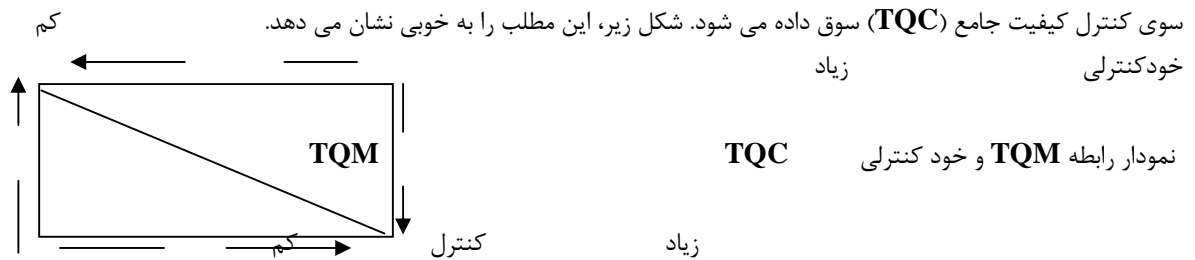 سوی کنترل کیفیت جامع (TQC) سوق داده می شود. شکل زیر، این مطلب را به خوبی نشان می دهد. کم
خودکنترلی زیاد
نمودار رابطه TQM و خود کنترلی TQC TQM
زیاد کنترل کم